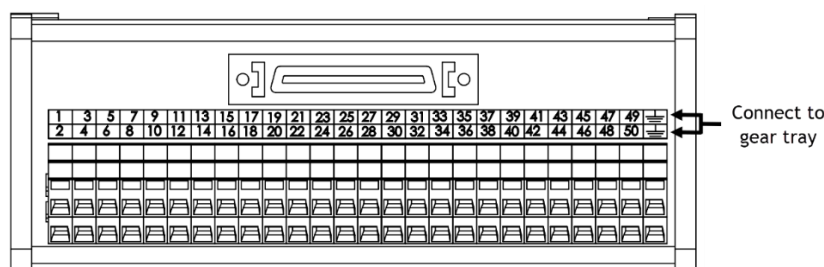 1 3 5 7 9 11 13 15 17 19 21 23 25 27 29 31 33 35 37 39 41 43 45 47 49
2 4 6 8 10 12 14 16 18 20 22 24 26 28 30 32 34 36 38 40 42 44 46 48 50
Connect to
gear tray